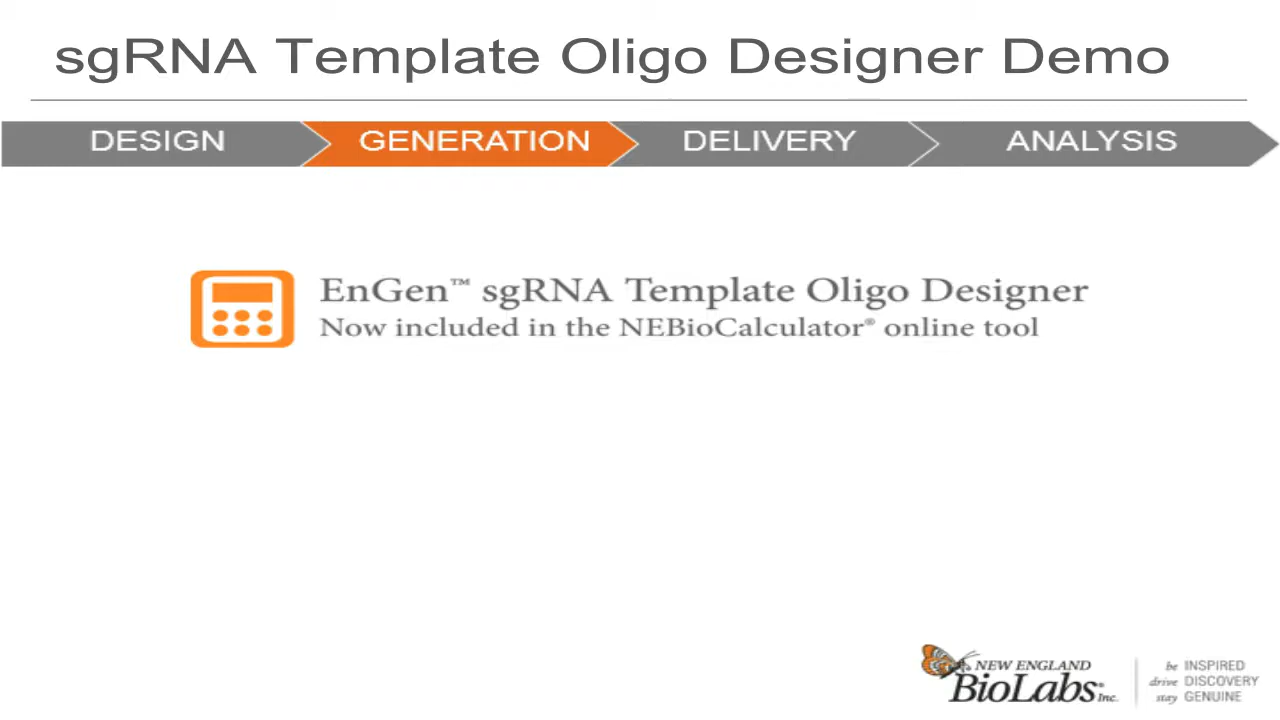 sgRNA Template Oligo Designer Demo
DESIGN GENERATION DELIVERY ANALYSIS
EnGen™ sgRNA Template Oligo Designer
Now included in the NEBioCalculator® online tool
NEW ENGLAND
BioLabs® Inc.
be INSPIRED
drive DISCOVERY
stay GENUINE